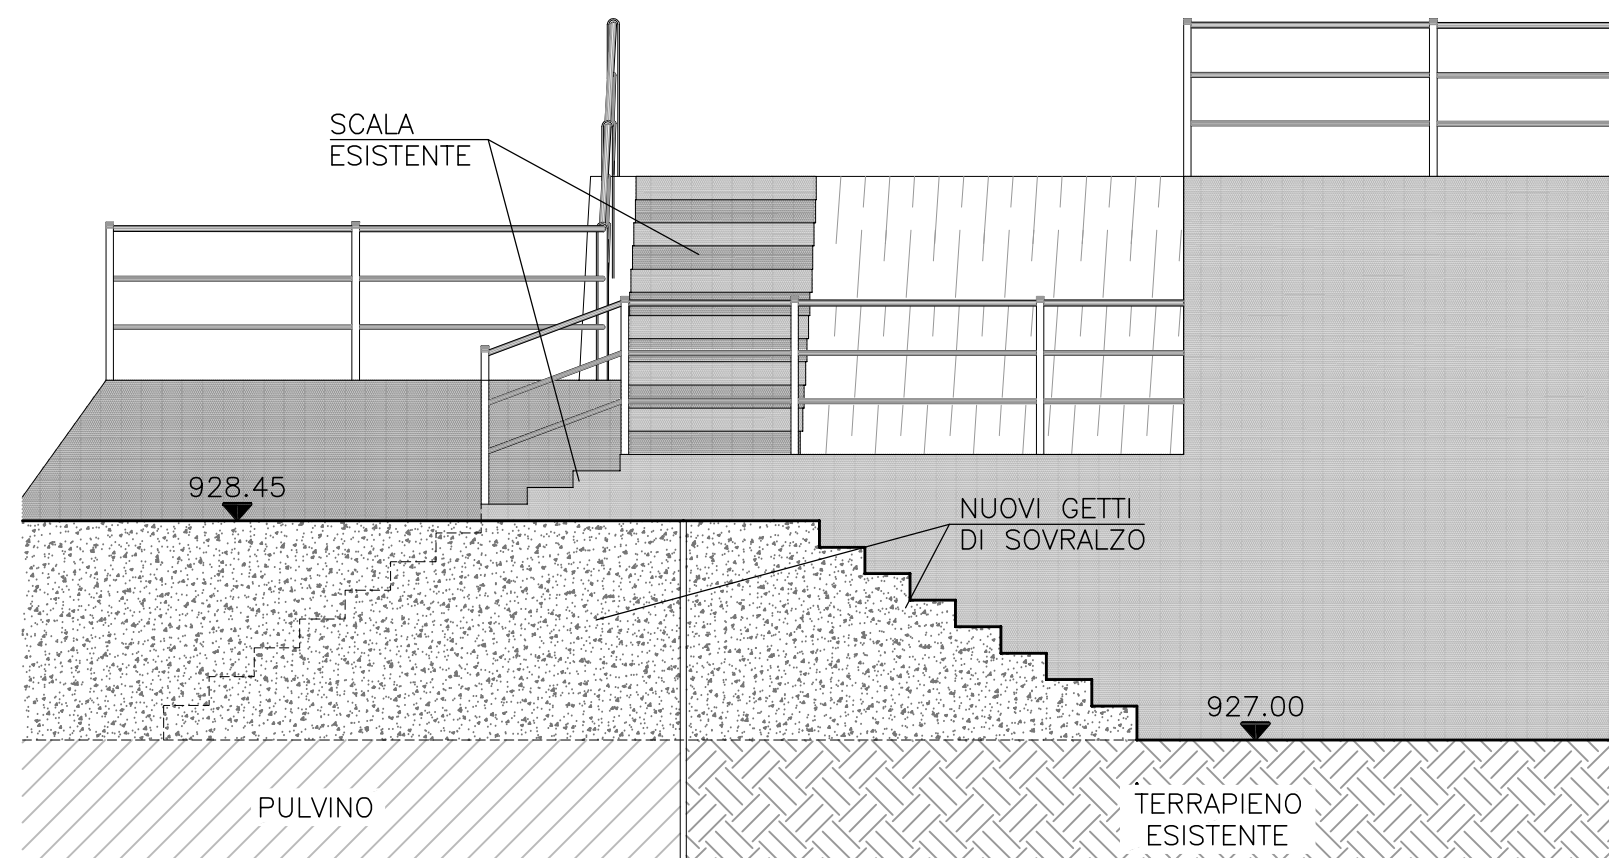 SCALA
ESISTENTE
928.45
NUOVI GETTI
DI SOVRALZO
927.00
PULVINO
TERRAPIENO
ESISTENTE